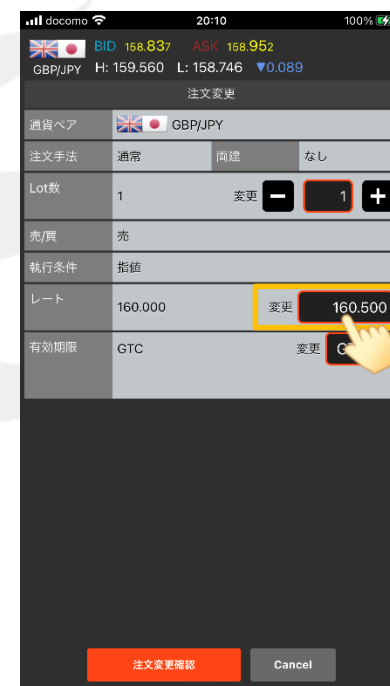 docomo 20:10 100%
BID 158.837 ASK 158.952
GBP/JPY H: 159.560 L: 158.746 ▼0.089
注文変更
通貨ペア GBP/JPY
注文手法 通常 両建 なし
Lot数 1 変更 － 1 ＋
売/買 売
執行条件 指値
レート 160.000 変更 160.500
有効期限 GTC 変更
注文変更確認 Cancel